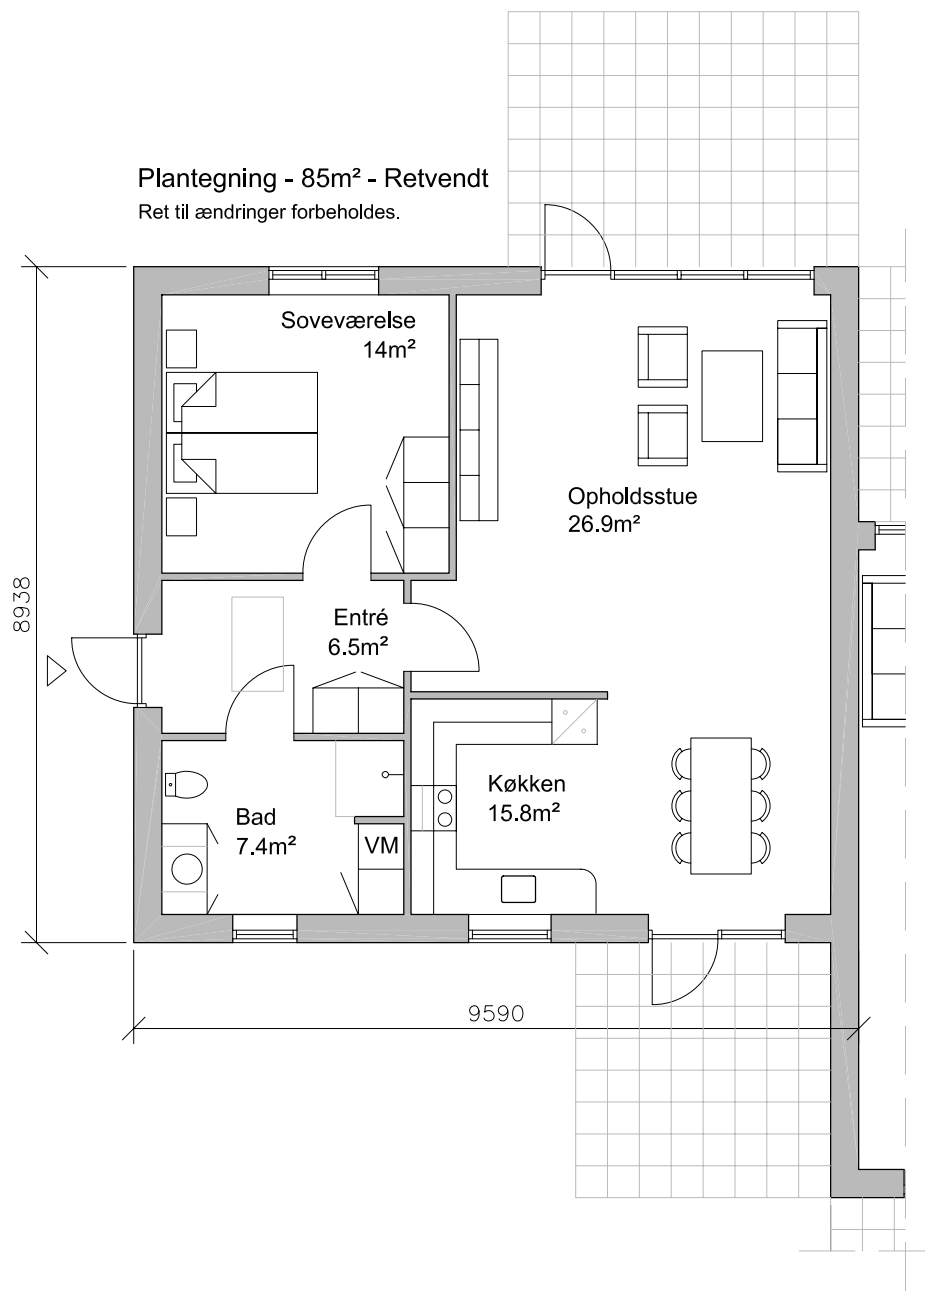 Plantegning - 85m² - Retvendt
Ret til ændringer forbeholdes.
Soveværelse
14m²
Opholdsstue
26.9m²
8938
Entré
6.5m²
Køkken
15.8m²
Bad
7.4m²
VM
9590